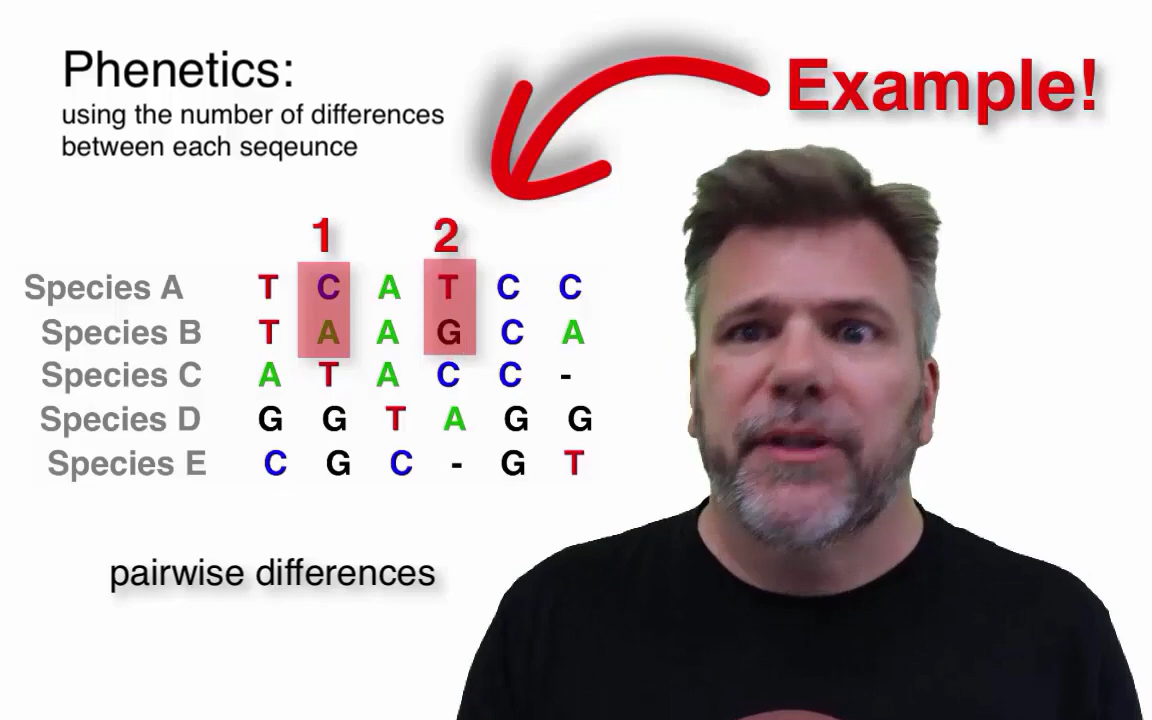 Phenetics:
using the number of differences
between each seqeunce
Example!
1 2
Species A T C A T C C
Species B T A A G C A
Species C A T A C C -
Species D G G T A G G
Species E C G C - G T
pairwise differences